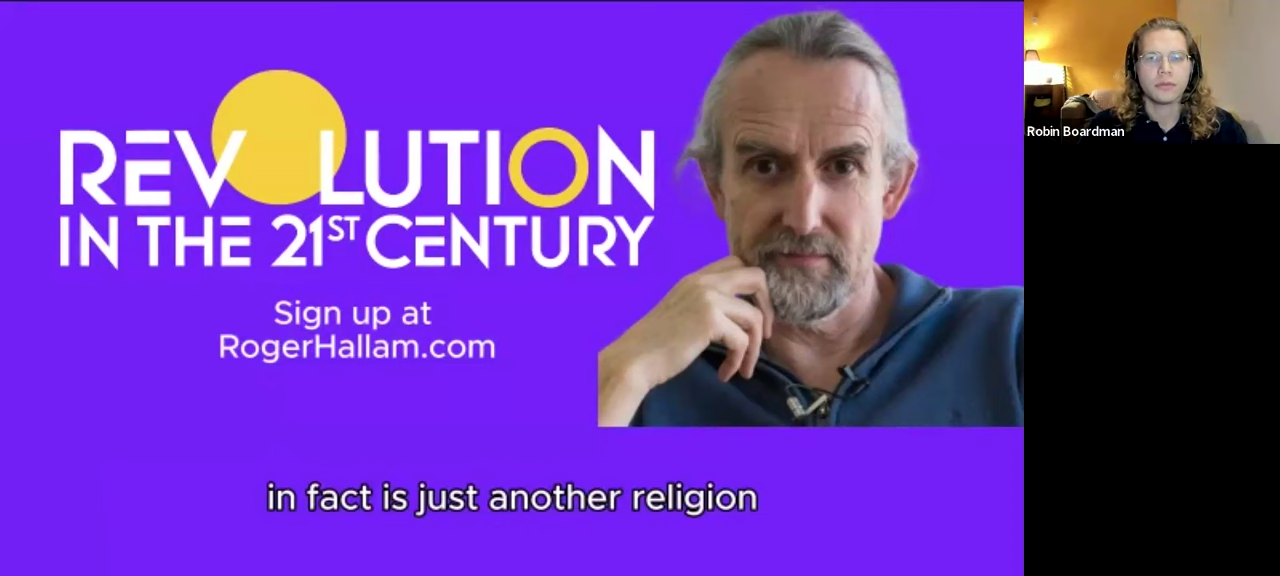 REVOLUTION
IN THE 21ST CENTURY
Sign up at
RogerHallam.com
in fact is just another religion
Robin Boardman